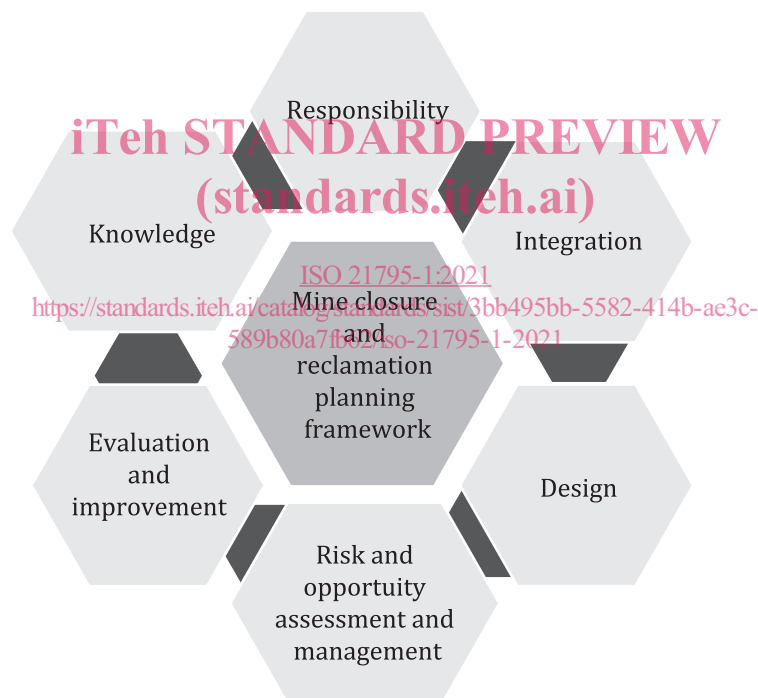 Responsibility
iTeh STANDARD PREVIEW
(standards.iteh.ai)
Knowledge
Integration
ISO 21795-1:2021
https://standards.iteh.ai/catalog/standards/sist/3bb495bb-5582-414b-ae3c-
589b80a7fb02/iso-21795-1-2021
Mine closure
and
reclamation
planning
framework
Evaluation
and
improvement
Design
Risk and
opportuity
assessment and
management